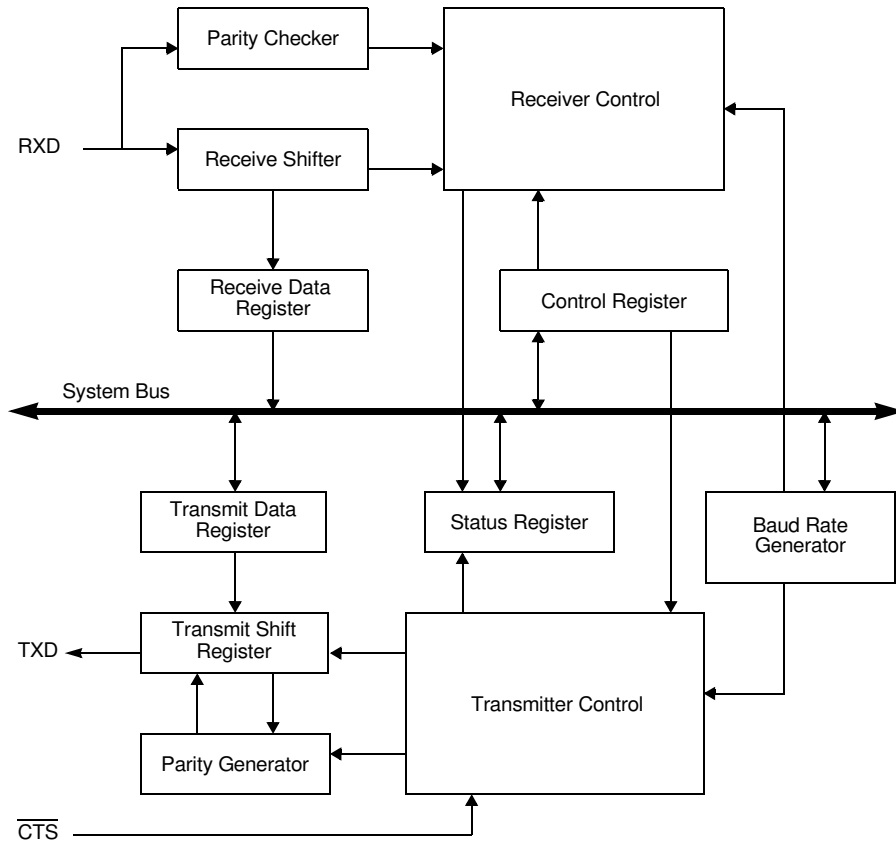 Parity Checker
Receiver Control
RXD
Receive Shifter
Receive Data
Register
Control Register
System Bus
Transmit Data
Register
Status Register
Baud Rate
Generator
TXD
Transmit Shift
Register
Transmitter Control
Parity Generator
C̅T̅S̅